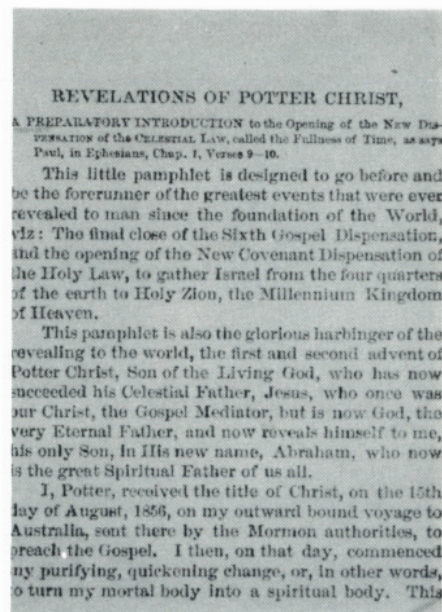 REVELATIONS OF POTTER CHRIST,
A PREPARATORY INTRODUCTION to the Opening of the NEW DIS-
PENSATION of the CELESTIAL LAW, called the Fullness of Time, as says
Paul, in Ephesians, Chap. 1, Verses 9—10.
This little pamphlet is designed to go before and
be the forerunner of the greatest events that were ever
revealed to man since the foundation of the World,
viz: The final close of the Sixth Gospel Dispensation,
and the opening of the New Covenant Dispensation of
the Holy Law, to gather Israel from the four quarters
of the earth to Holy Zion, the Millennium Kingdom
of Heaven.
This pamphlet is also the glorious harbinger of the
revealing to the world, the first and second advent of
Potter Christ, Son of the Living God, who has now
succeeded his Celestial Father, Jesus, who once was
our Christ, the Gospel Mediator, but is now God, the
very Eternal Father, and now reveals himself to me,
his only Son, in His new name, Abraham, who now
is the great Spiritual Father of us all.
I, Potter, received the title of Christ, on the 15th
day of August, 1856, on my outward bound voyage to
Australia, sent there by the Mormon authorities, to
preach the Gospel. I then, on that day, commenced
my purifying, quickening change, or, in other words,
to turn my mortal body into a spiritual body. This